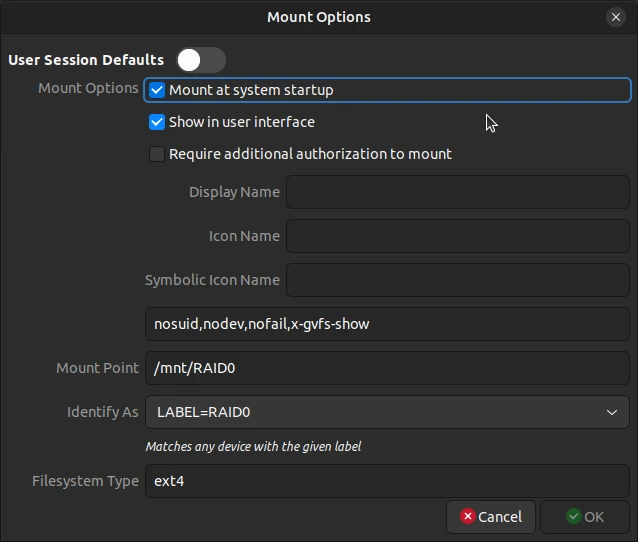 Mount Options
User Session Defaults
Mount Options
Mount at system startup
Show in user interface
Require additional authorization to mount
Display Name
Icon Name
Symbolic Icon Name
nosuid,nodev,nofail,x-gvfs-show
Mount Point /mnt/RAID0
Identify As LABEL=RAID0
Matches any device with the given label
Filesystem Type ext4
Cancel OK